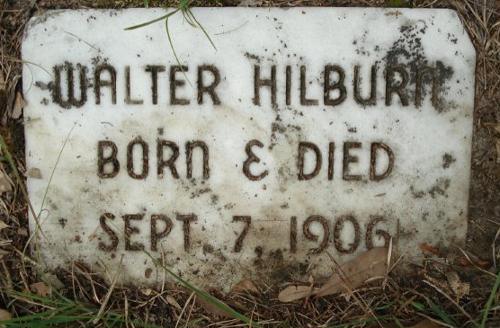 WALTER HILBURN
BORN & DIED
SEPT. 7, 1906